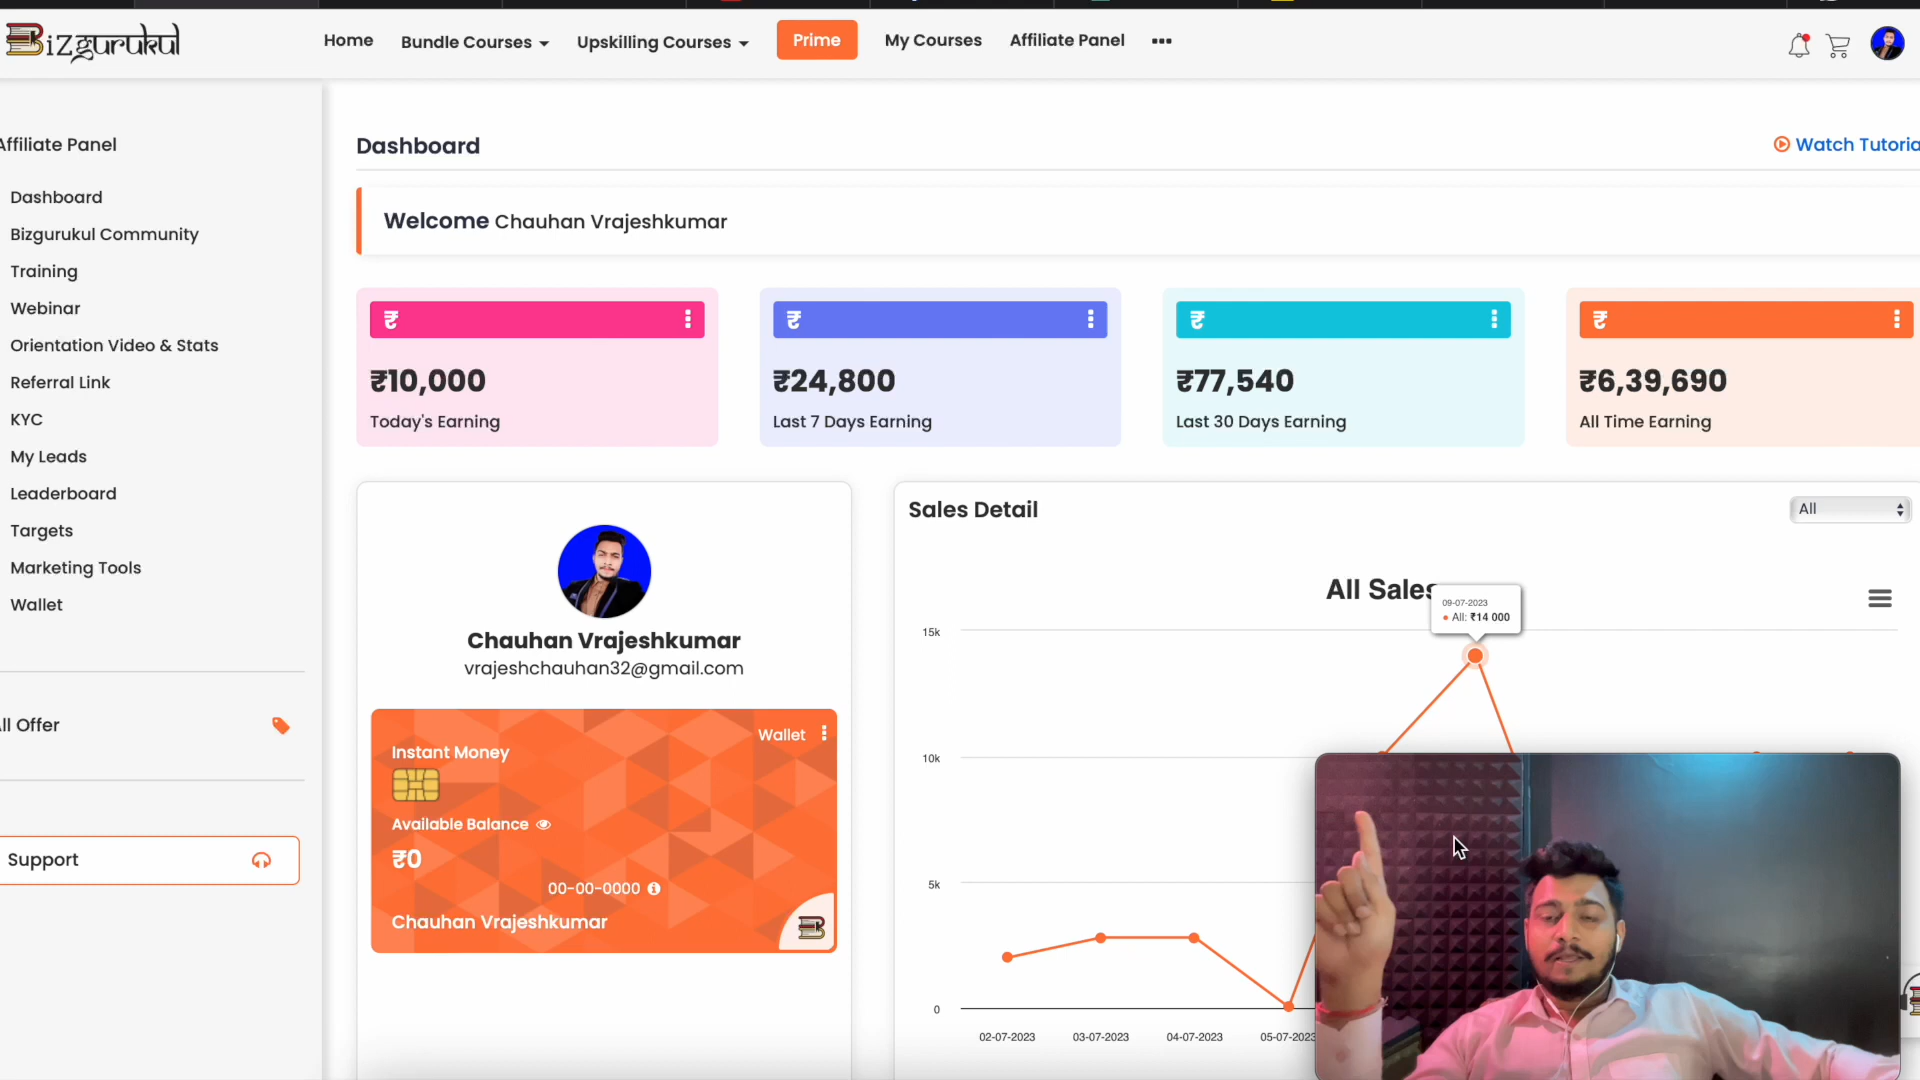 Bizgurukul
Home
Bundle Courses
Upskilling Courses
Prime
My Courses
Affiliate Panel
Affiliate Panel
Dashboard
Bizgurukul Community
Training
Webinar
Orientation Video & Stats
Referral Link
KYC
My Leads
Leaderboard
Targets
Marketing Tools
Wallet
ll Offer
Support
Dashboard
Watch Tutoria
Welcome Chauhan Vrajeshkumar
₹
₹10,000
Today's Earning
₹
₹24,800
Last 7 Days Earning
₹
₹77,540
Last 30 Days Earning
₹
₹6,39,690
All Time Earning
Chauhan Vrajeshkumar
vrajeshchauhan32@gmail.com
Wallet
Instant Money
Available Balance
₹0
00-00-0000
Chauhan Vrajeshkumar
Sales Detail
All
All Sales
09-07-2023
All: ₹14 000
15k
10k
5k
0
02-07-2023
03-07-2023
04-07-2023
05-07-2023